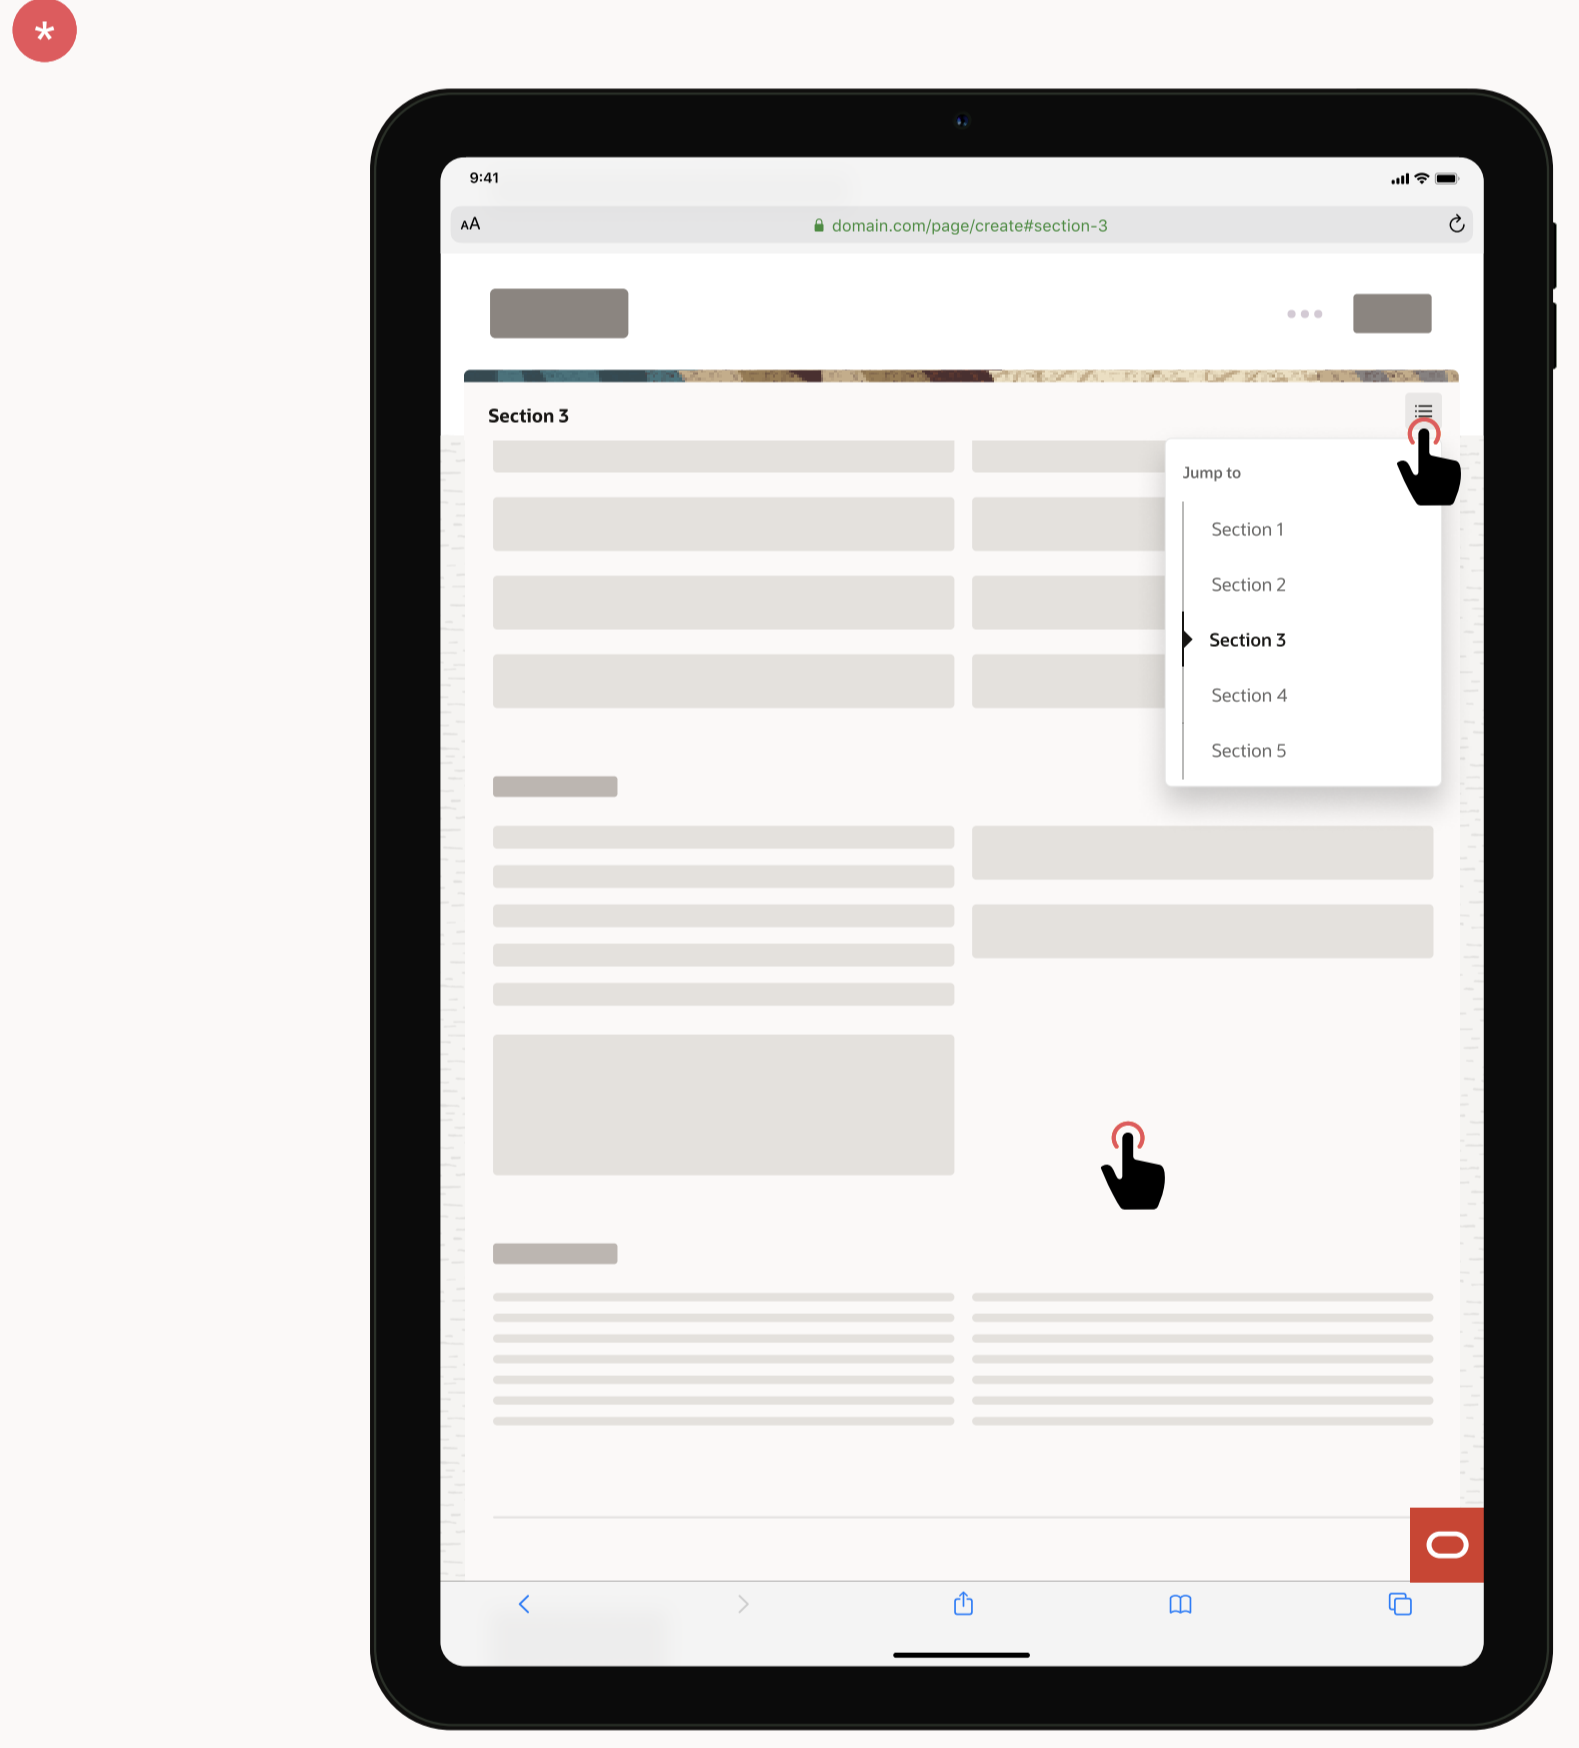 *
9:41
AA
domain.com/page/create#section-3
Section 3
Jump to
Section 1
Section 2
Section 3
Section 4
Section 5